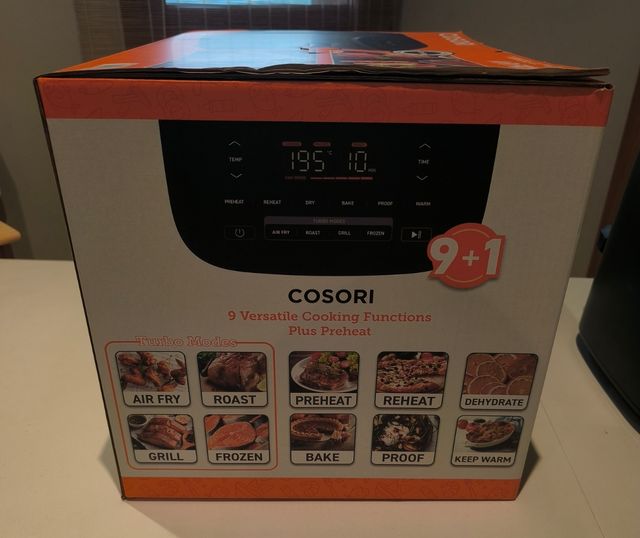 COSORI
TEMP
195 °C 10 MIN
TIME
PREHEAT REHEAT DRY BAKE PROOF WARM
TURBO MODES
AIR FRY ROAST GRILL FROZEN
9+1
COSORI
9 Versatile Cooking Functions
Plus Preheat
Turbo Modes
AIR FRY ROAST PREHEAT REHEAT DEHYDRATE
GRILL FROZEN BAKE PROOF KEEP WARM